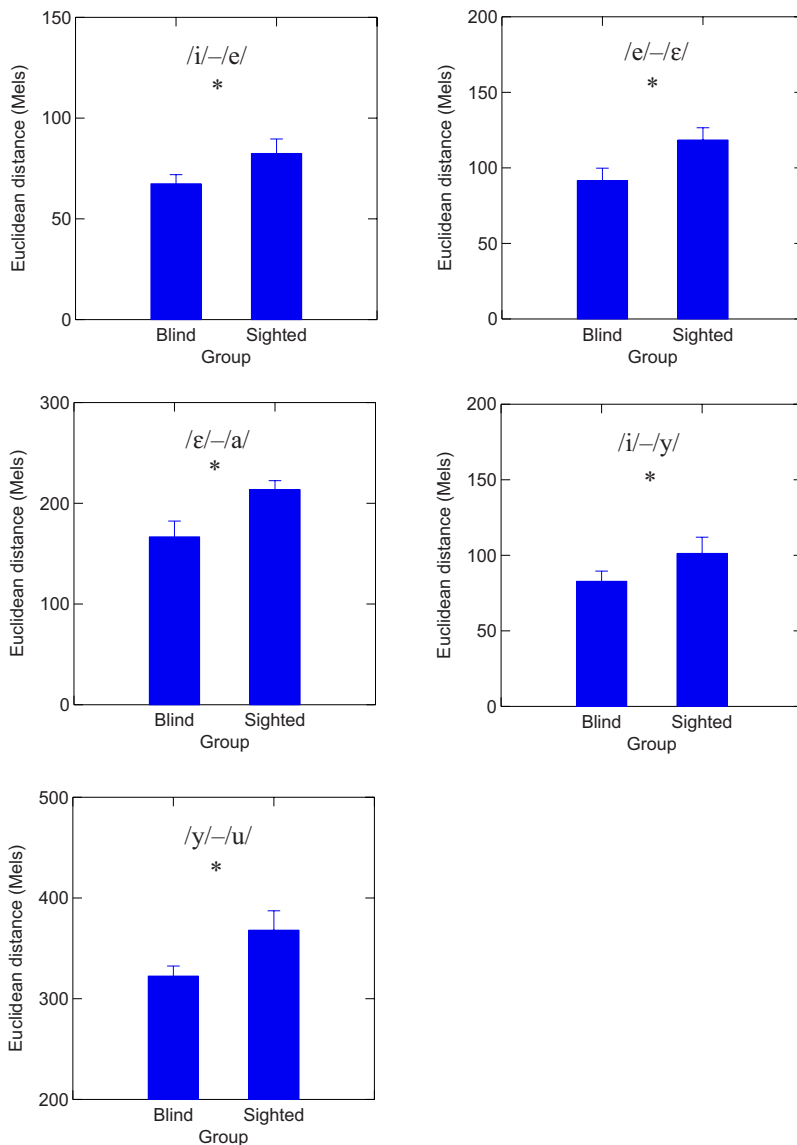 150
/i/–/e/
*
100
50
0
Euclidean distance (Mels)
Blind Sighted
Group
200
/e/–/ε/
*
150
100
50
0
Euclidean distance (Mels)
Blind Sighted
Group
300
/ε/–/a/
*
200
100
0
Euclidean distance (Mels)
Blind Sighted
Group
200
/i/–/y/
*
150
100
50
0
Euclidean distance (Mels)
Blind Sighted
Group
500
/y/–/u/
*
400
300
200
Euclidean distance (Mels)
Blind Sighted
Group